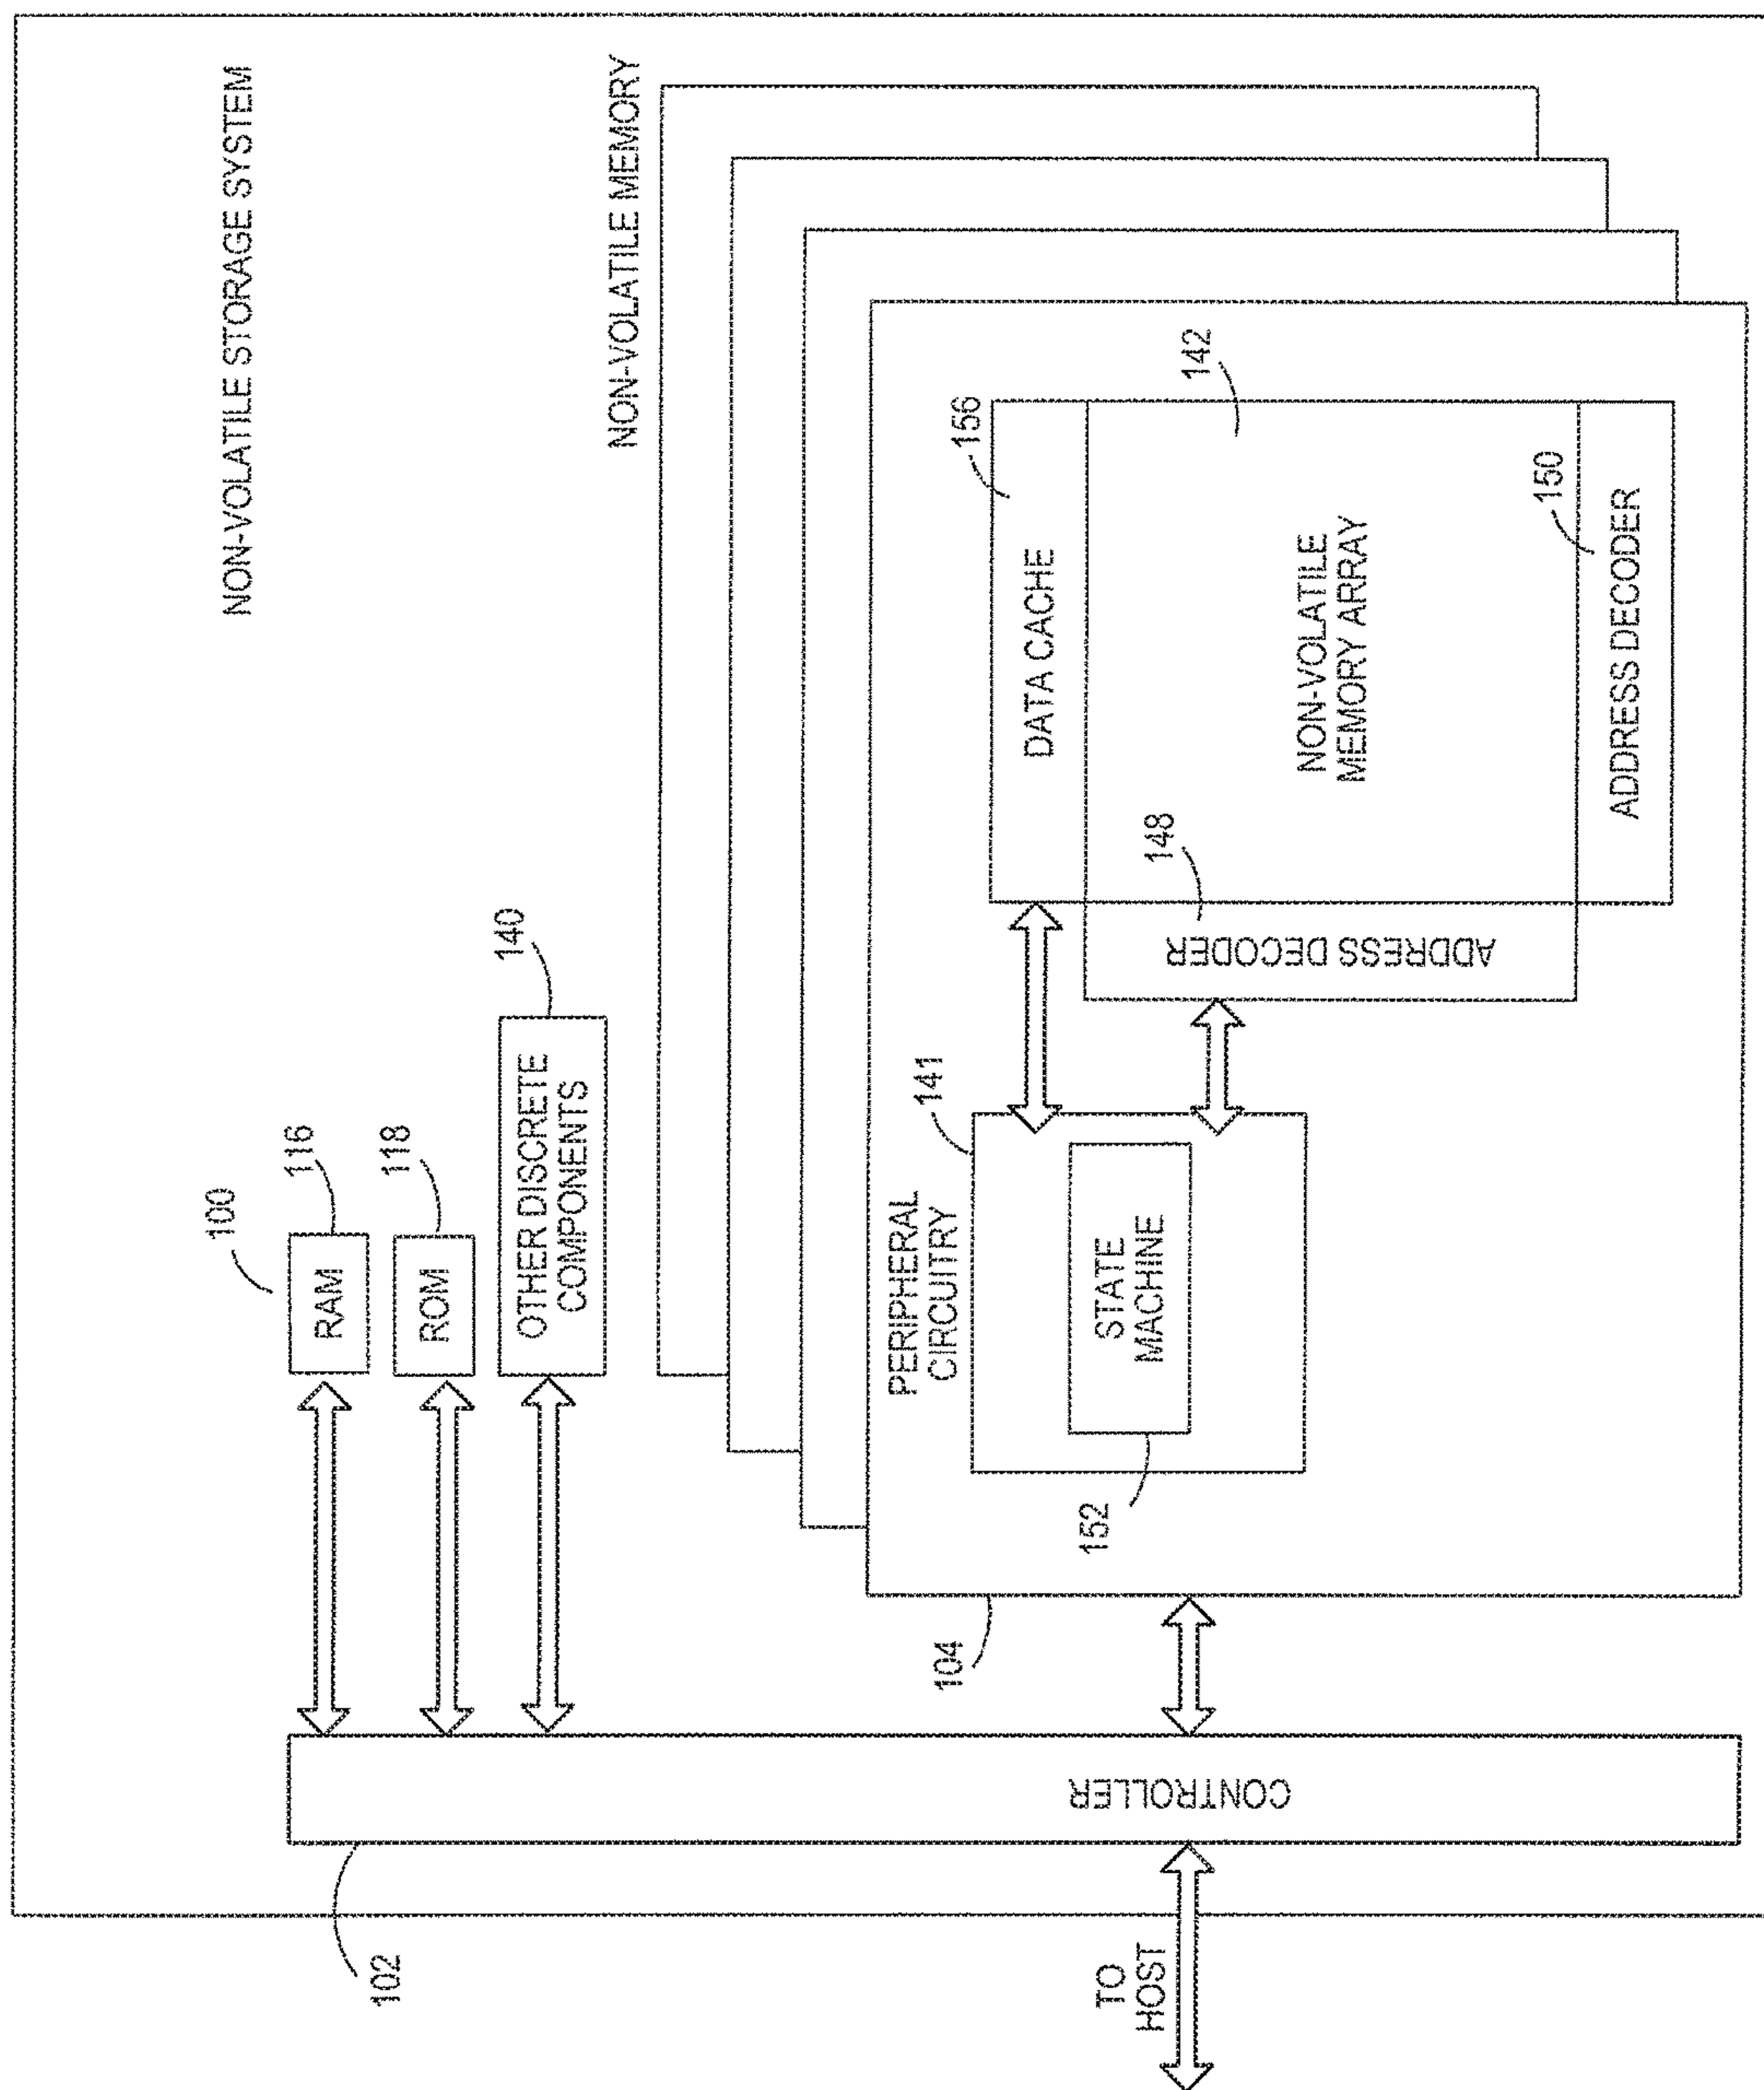 NON-VOLATILE STORAGE SYSTEM
100
116
RAM
118
ROM
140
OTHER DISCRETE
COMPONENTS
NON-VOLATILE MEMORY
102
CONTROLLER
TO
HOST
104
PERIPHERAL
CIRCUITRY
141
STATE
MACHINE
152
156
DATA CACHE
148
ADDRESS DECODER
142
NON-VOLATILE
MEMORY ARRAY
150
ADDRESS DECODER